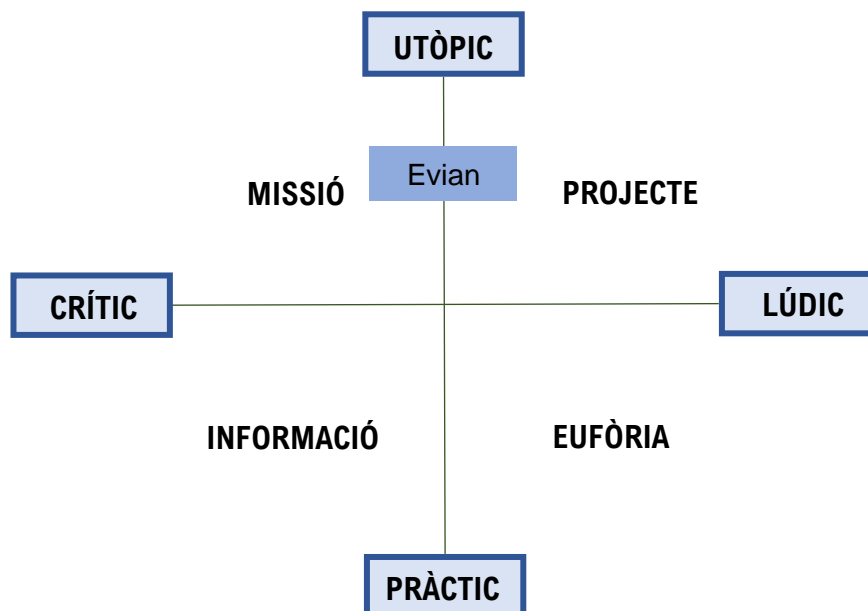 UTÒPIC
MISSIÓ
Evian
PROJECTE
CRÍTIC
LÚDIC
INFORMACIÓ
EUFÒRIA
PRÀCTIC